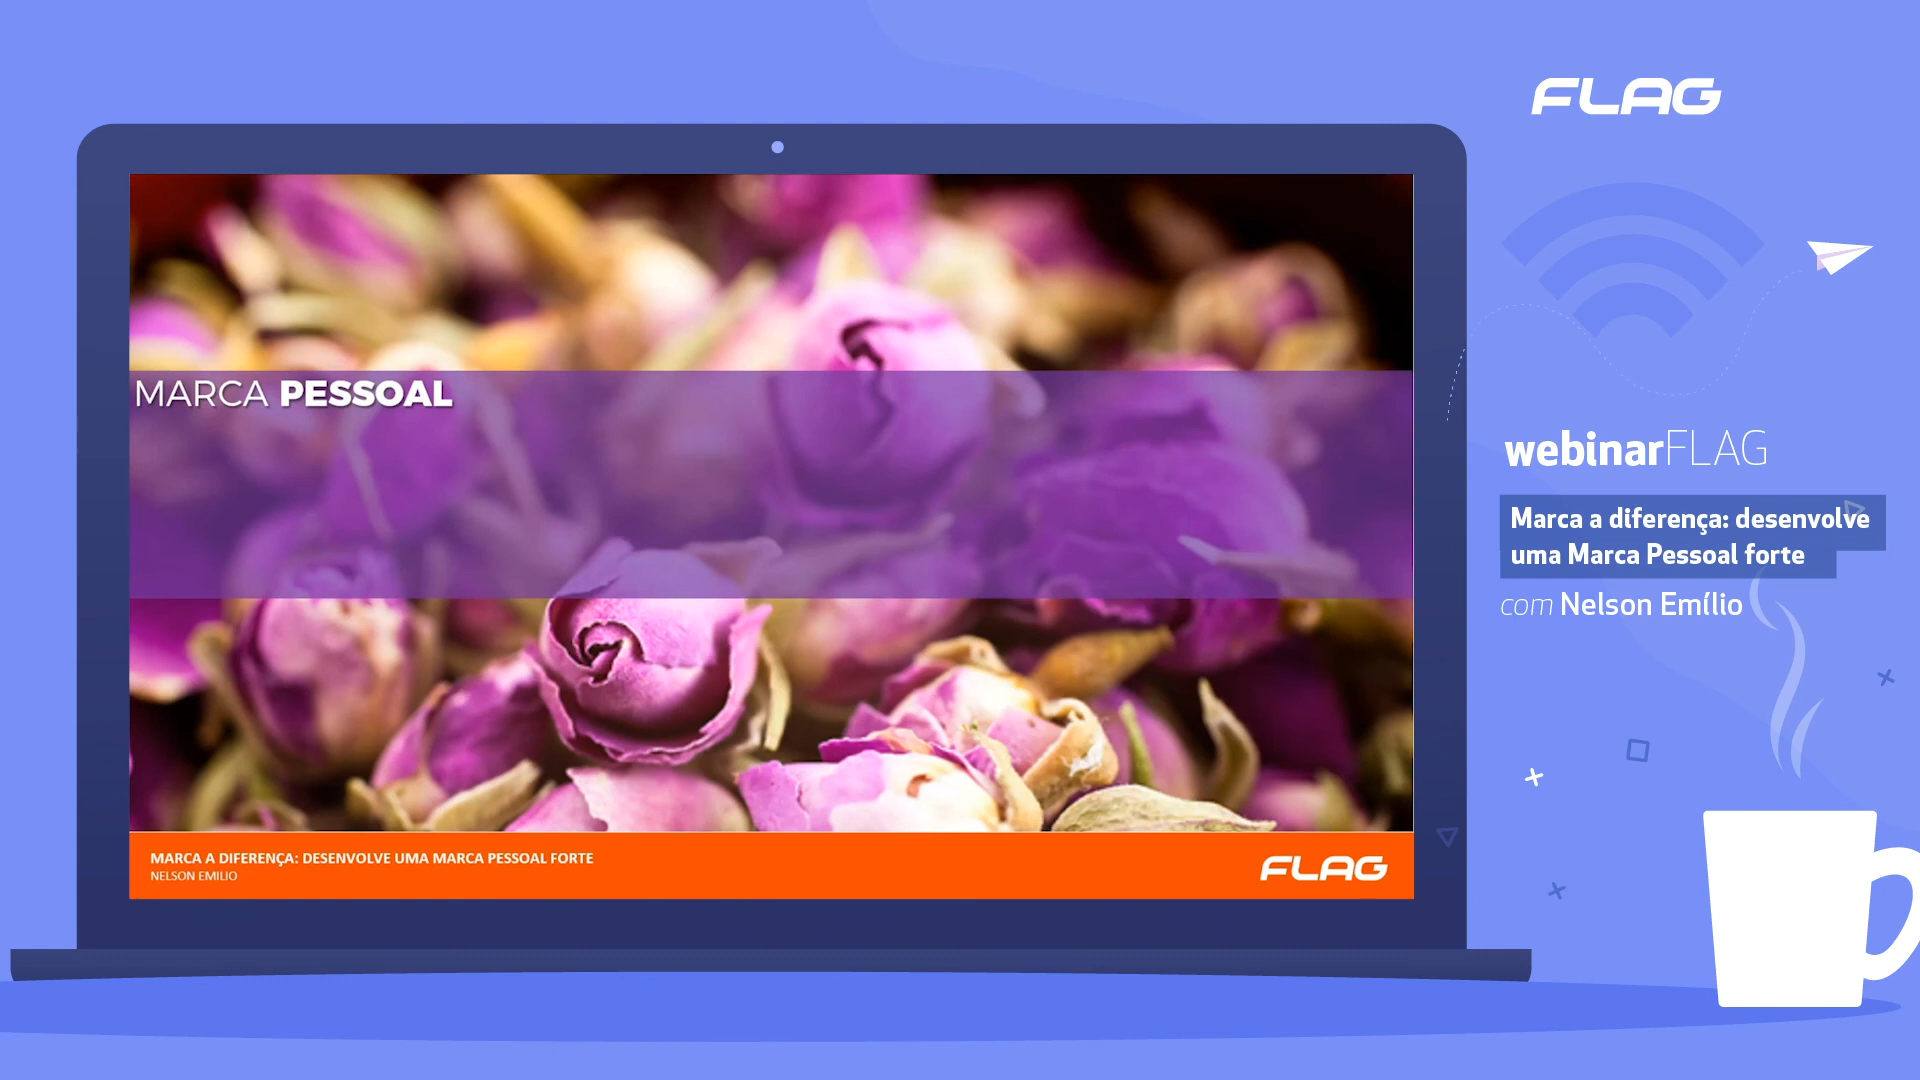 FLAG
MARCA PESSOAL
webinarFLAG
Marca a diferença: desenvolve
uma Marca Pessoal forte
com Nelson Emílio
MARCA A DIFERENÇA: DESENVOLVE UMA MARCA PESSOAL FORTE
NELSON EMILIO
FLAG